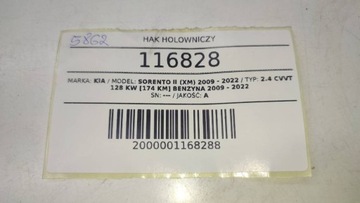 5862
HAK HOLOWNICZY
116828
MARKA: KIA / MODEL: SORENTO II (XM) 2009 - 2022 / TYP: 2.4 CVVT
128 KW [174 KM] BENZYNA 2009 - 2022
SN: --- / JAKOŚĆ: A
2000001168288